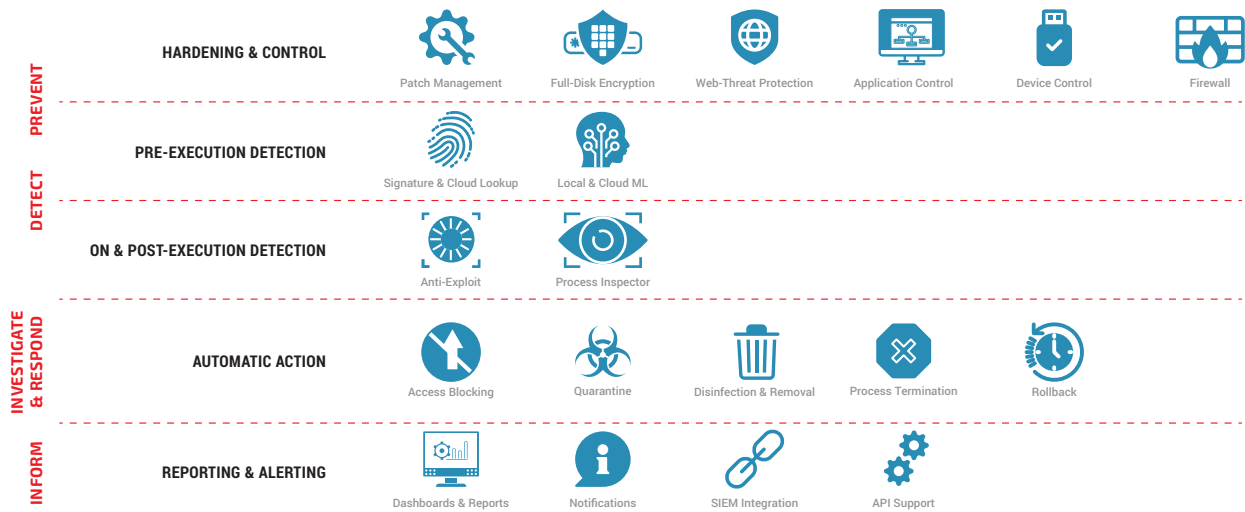 PREVENT
HARDENING & CONTROL
Patch Management
Full-Disk Encryption
Web-Threat Protection
Application Control
Device Control
Firewall
PRE-EXECUTION DETECTION
Signature & Cloud Lookup
Local & Cloud ML
DETECT
ON & POST-EXECUTION DETECTION
Anti-Exploit
Process Inspector
INVESTIGATE
& RESPOND
AUTOMATIC ACTION
Access Blocking
Quarantine
Disinfection & Removal
Process Termination
Rollback
INFORM
REPORTING & ALERTING
Dashboards & Reports
Notifications
SIEM Integration
API Support